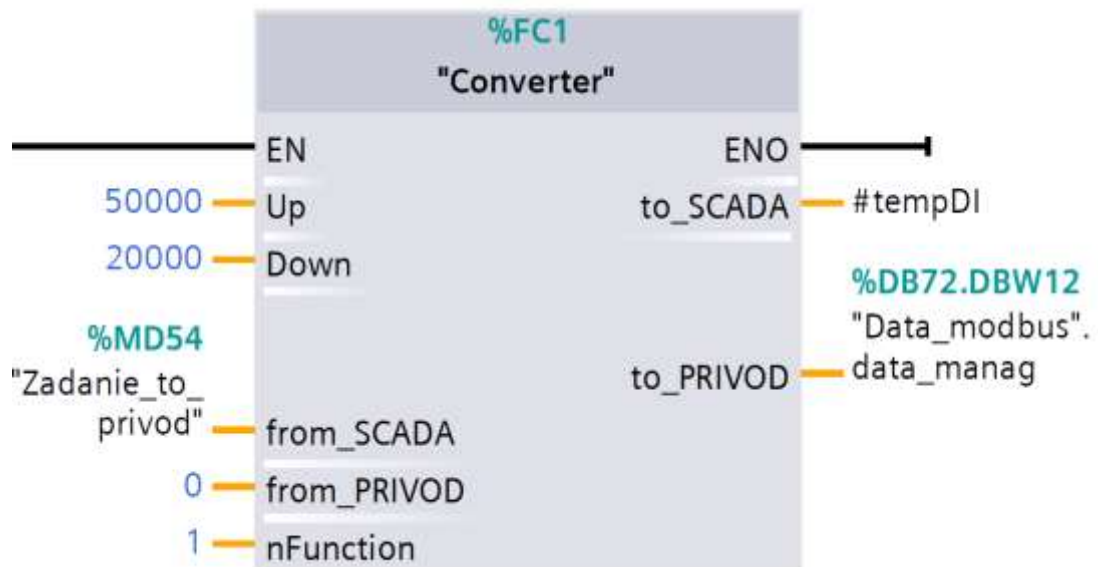 %FC1
"Converter"
EN
ENO
50000
Up
to_SCADA
#tempDI
20000
Down
%DB72.DBW12
"Data_modbus".
data_manag
to_PRIVOD
%MD54
"Zadanie_to_
privod"
from_SCADA
0
from_PRIVOD
1
nFunction